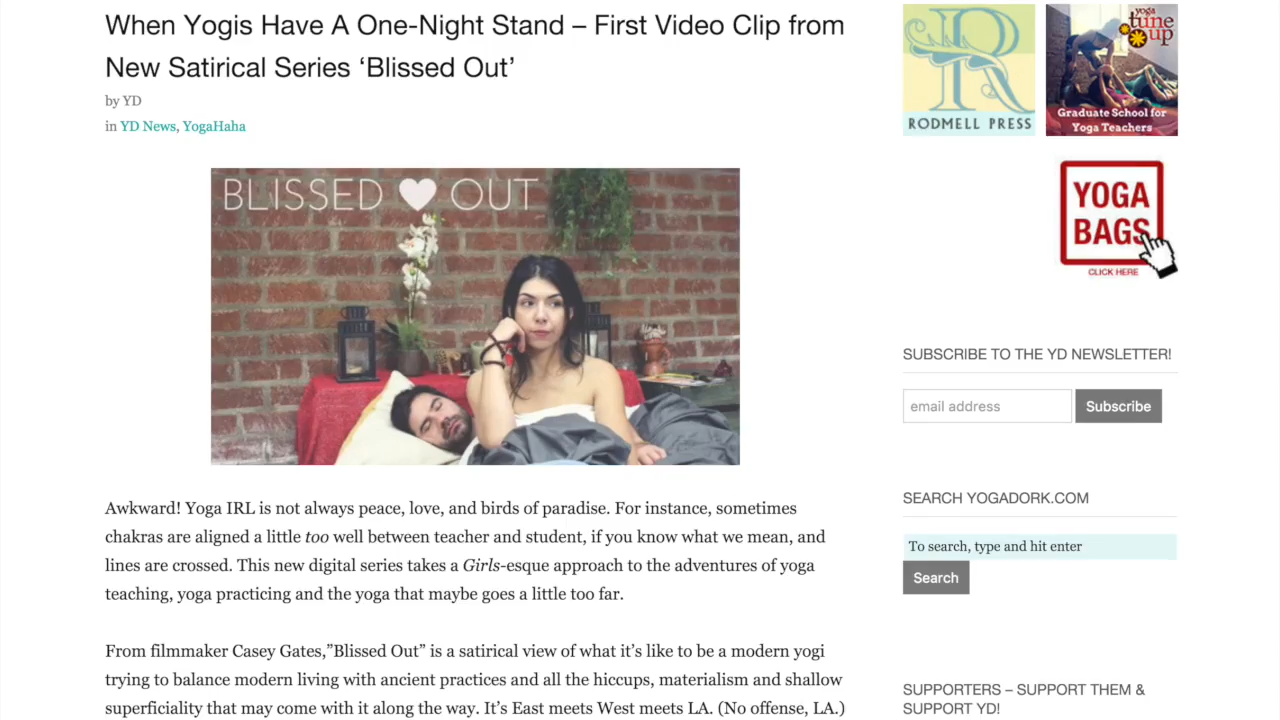 When Yogis Have A One-Night Stand – First Video Clip from
New Satirical Series ‘Blissed Out’
by YD
in YD News, YogaHaha
BLISSED OUT
Awkward! Yoga IRL is not always peace, love, and birds of paradise. For instance, sometimes
chakras are aligned a little too well between teacher and student, if you know what we mean, and
lines are crossed. This new digital series takes a Girls-esque approach to the adventures of yoga
teaching, yoga practicing and the yoga that maybe goes a little too far.
From filmmaker Casey Gates,”Blissed Out” is a satirical view of what it’s like to be a modern yogi
trying to balance modern living with ancient practices and all the hiccups, materialism and shallow
superficiality that may come with it along the way. It’s East meets West meets LA. (No offense, LA.)
R
RODMELL PRESS
yoga
tune
up
Graduate School for
Yoga Teachers
YOGA
BAGS
CLICK HERE
SUBSCRIBE TO THE YD NEWSLETTER!
email address
Subscribe
SEARCH YOGADORK.COM
To search, type and hit enter
Search
SUPPORTERS – SUPPORT THEM &
SUPPORT YD!